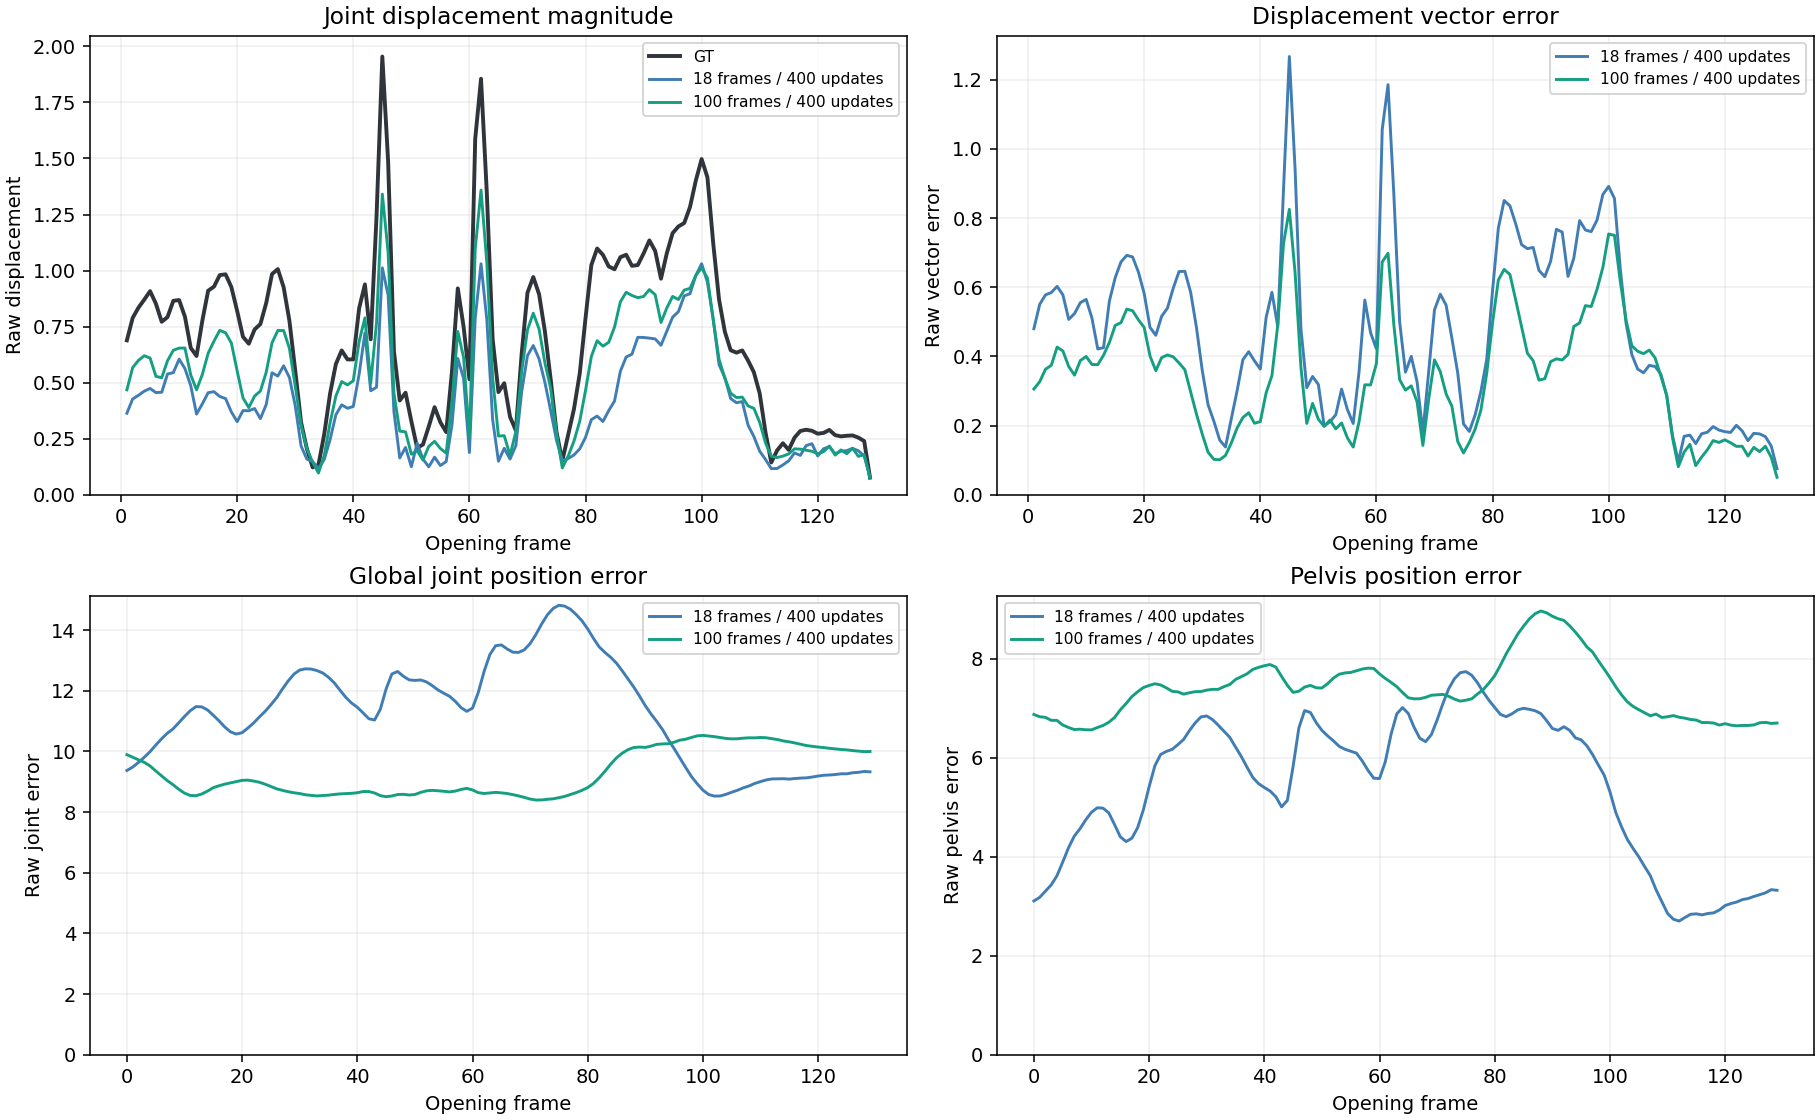 Joint displacement magnitude
Raw displacement
2.00
1.75
1.50
1.25
1.00
0.75
0.50
0.25
0.00
GT
18 frames / 400 updates
100 frames / 400 updates
0 20 40 60 80 100 120
Opening frame
Displacement vector error
Raw vector error
1.2
1.0
0.8
0.6
0.4
0.2
0.0
18 frames / 400 updates
100 frames / 400 updates
0 20 40 60 80 100 120
Opening frame
Global joint position error
Raw joint error
14
12
10
8
6
4
2
0
18 frames / 400 updates
100 frames / 400 updates
0 20 40 60 80 100 120
Opening frame
Pelvis position error
Raw pelvis error
8
6
4
2
0
18 frames / 400 updates
100 frames / 400 updates
0 20 40 60 80 100 120
Opening frame